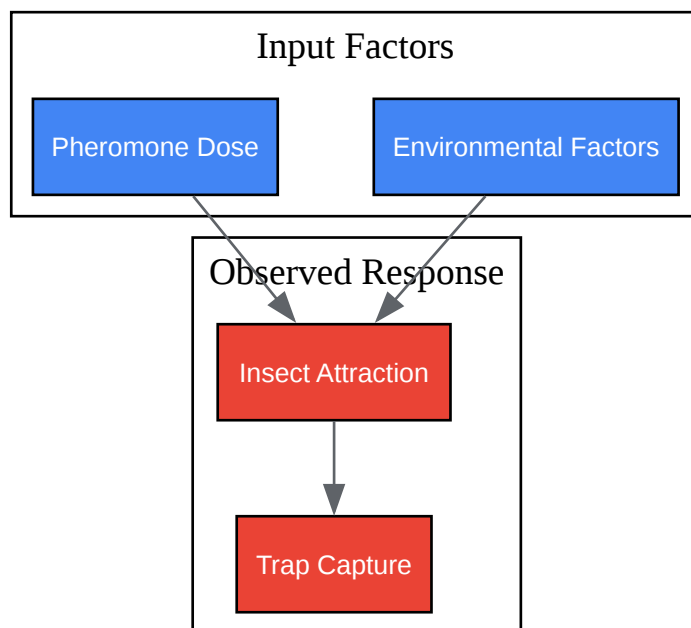 Input Factors
Pheromone Dose
Environmental Factors
Observed Response
Insect Attraction
Trap Capture